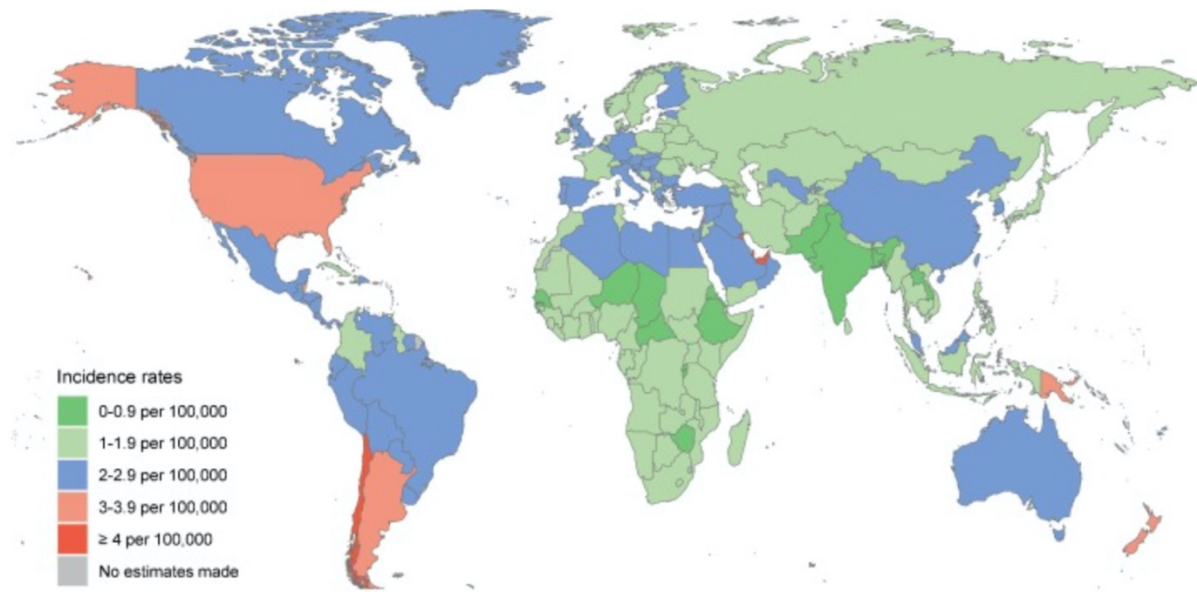 Incidence rates
0-0.9 per 100,000
1-1.9 per 100,000
2-2.9 per 100,000
3-3.9 per 100,000
≥ 4 per 100,000
No estimates made